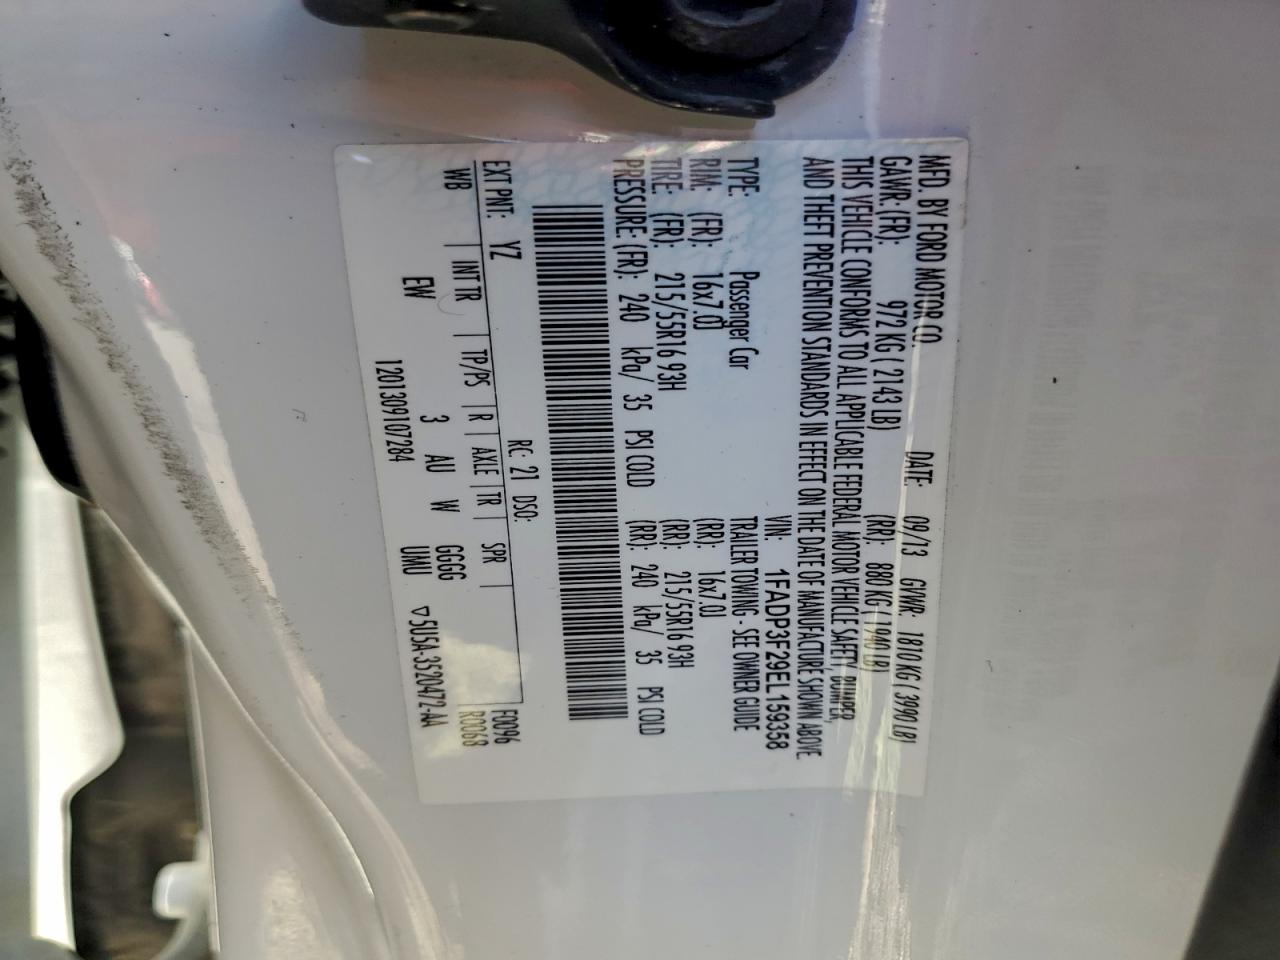 MFD. BY FORD MOTOR CO.
DATE: 09/13 GVWR: 1810 KG ( 3990 LB)
GAWR: (FR): 972 KG ( 2143 LB) (RR): 880 KG ( 1940 LB)
THIS VEHICLE CONFORMS TO ALL APPLICABLE FEDERAL MOTOR VEHICLE SAFETY, BUMPER,
AND THEFT PREVENTION STANDARDS IN EFFECT ON THE DATE OF MANUFACTURE SHOWN ABOVE
VIN: 1FADP3F29EL159358
TYPE: Passenger Car TRAILER TOWING - SEE OWNER GUIDE
RIM: (FR): 16x7.0J (RR): 16x7.0J
TIRE: (FR): 215/55R16 93H (RR): 215/55R16 93H
PRESSURE: (FR): 240 kPa/ 35 PSI COLD (RR): 240 kPa/ 35 PSI COLD
EXT PNT: YZ RC: 21 DSO: F0096
WB INT TR TP/PS R AXLE TR SPR R0068
EW 3 AU W GGGG
UMU ▽5U5A-3520472-AA
1201309107284